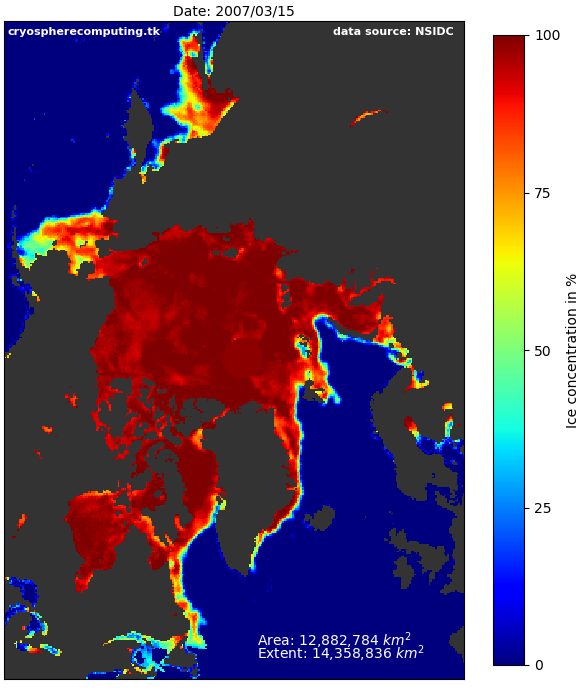 Date: 2007/03/15
cryospherecomputing.tk
data source: NSIDC
100
75
50
25
0
Ice concentration in %
Area: 12,882,784 km²
Extent: 14,358,836 km²